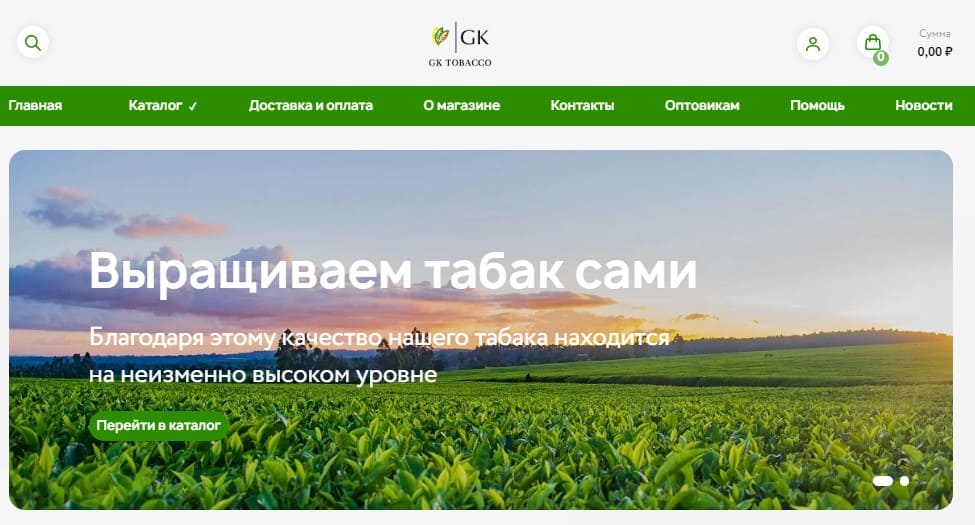 GK
GK TOBACCO
Сумма
0,00 ₽
0
Главная
Каталог
Доставка и оплата
О магазине
Контакты
Оптовикам
Помощь
Новости
Выращиваем табак сами
Благодаря этому качество нашего табака находится
на неизменно высоком уровне
Перейти в каталог